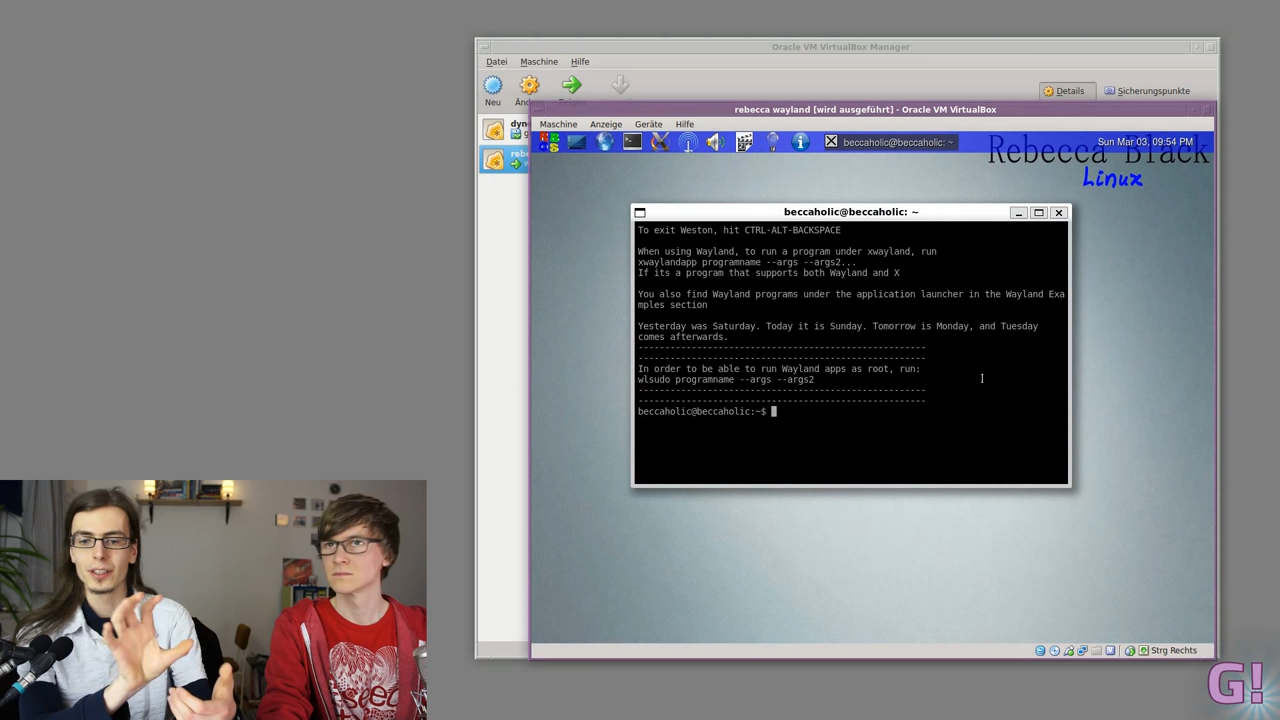 Oracle VM VirtualBox Manager
Datei Maschine Hilfe
Neu
Details Sicherungspunkte
rebecca wayland [wird ausgeführt] - Oracle VM VirtualBox
Maschine Anzeige Geräte Hilfe
beccaholic@beccaholic: ~
Sun Mar 03, 09:54 PM
Rebecca Black
Linux
beccaholic@beccaholic: ~
To exit Weston, hit CTRL-ALT-BACKSPACE
When using Wayland, to run a program under xwayland, run
xwaylandapp programname --args --args2...
If its a program that supports both Wayland and X
You also find Wayland programs under the application launcher in the Wayland Exa
mples section
Yesterday was Saturday. Today it is Sunday. Tomorrow is Monday, and Tuesday
comes afterwards.
------------------------------------------------------
------------------------------------------------------
In order to be able to run Wayland apps as root, run:
wlsudo programname --args --args2
------------------------------------------------------
------------------------------------------------------
beccaholic@beccaholic:~$
Strg Rechts
G!